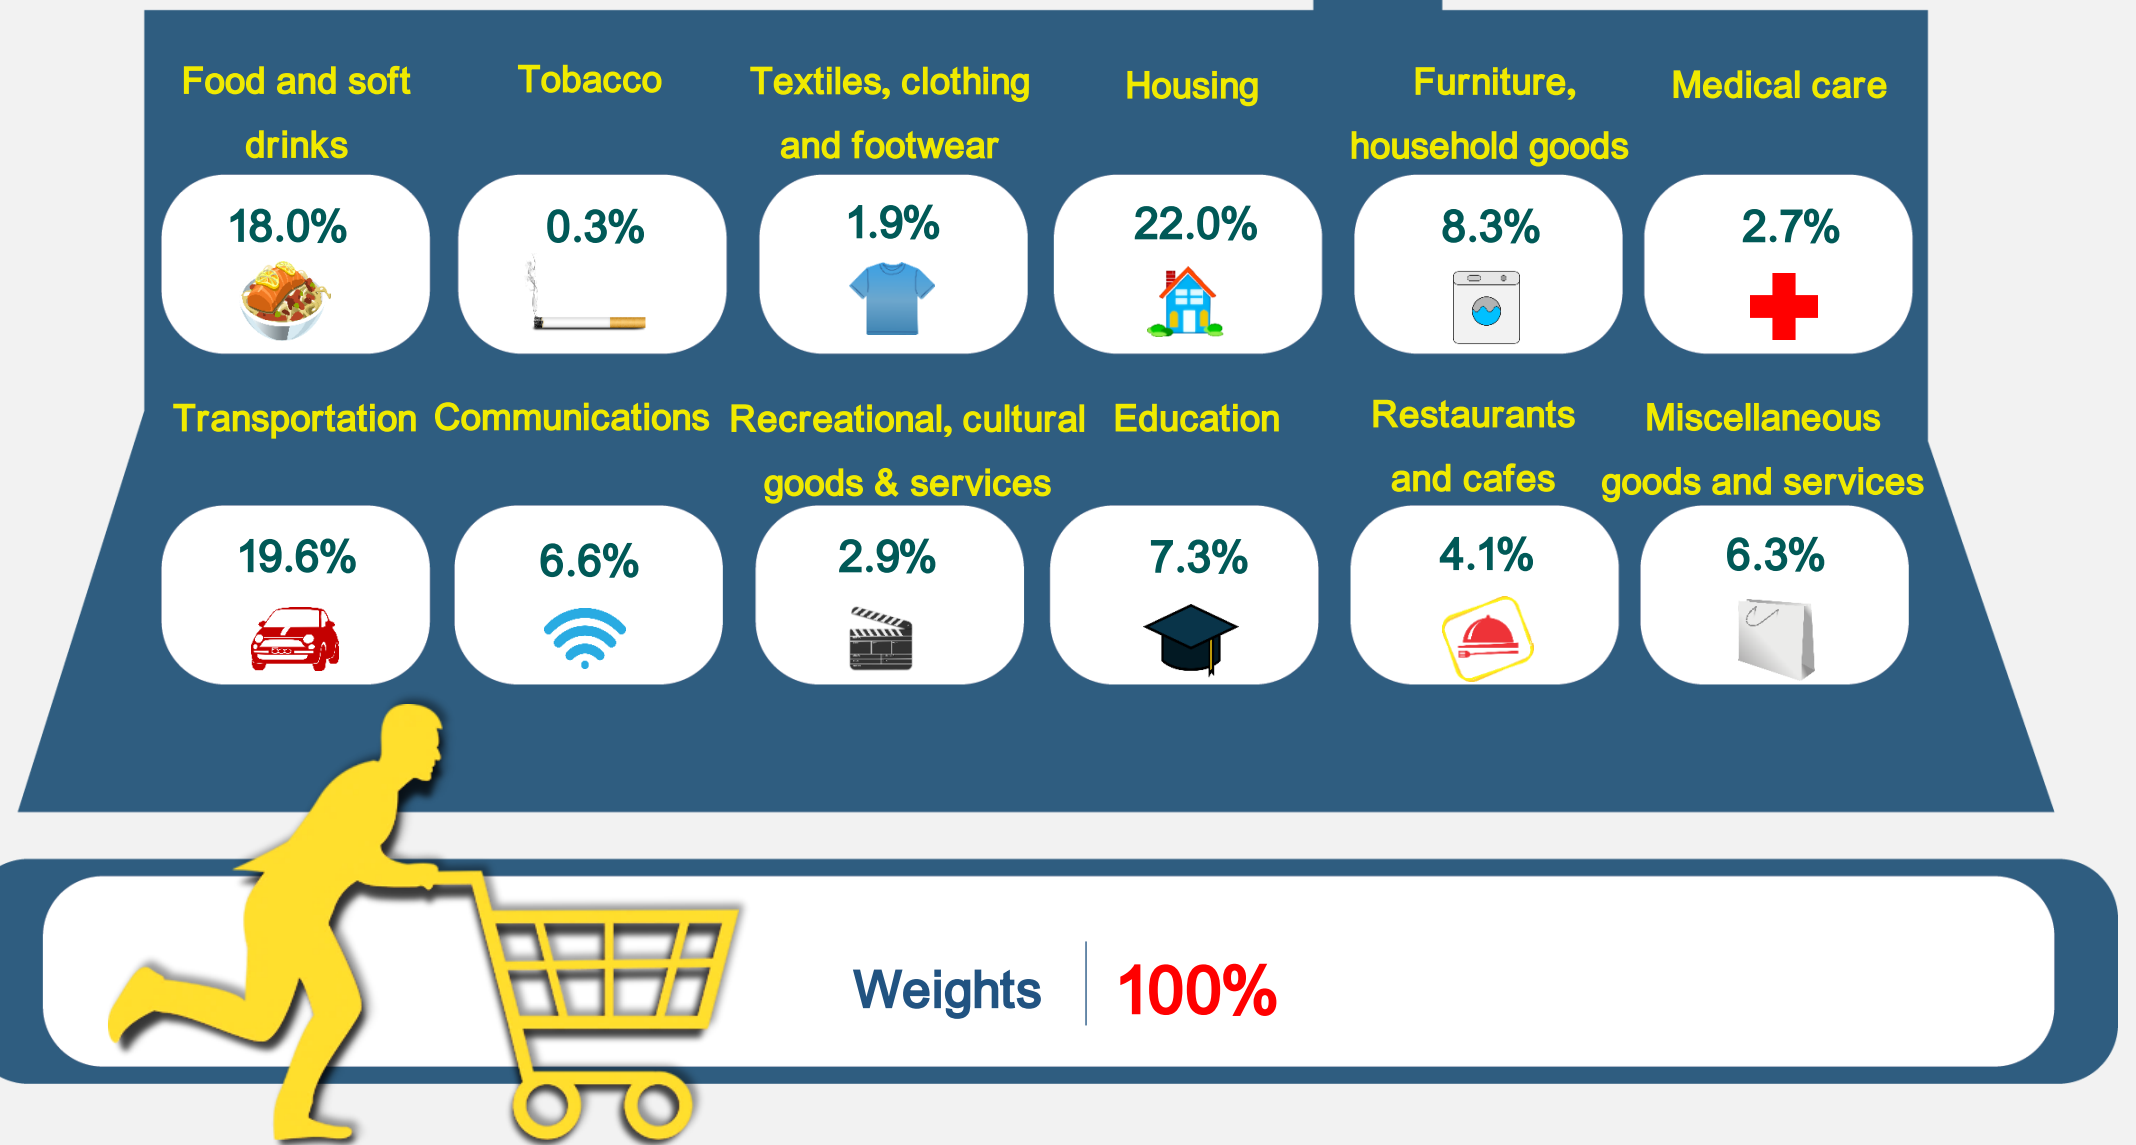 Food and soft
drinks
18.0%
Tobacco
0.3%
Textiles, clothing
and footwear
1.9%
Housing
22.0%
Furniture,
household goods
8.3%
Medical care
2.7%
Transportation
19.6%
Communications
6.6%
Recreational, cultural
goods & services
2.9%
Education
7.3%
Restaurants
and cafes
4.1%
Miscellaneous
goods and services
6.3%
Weights
100%